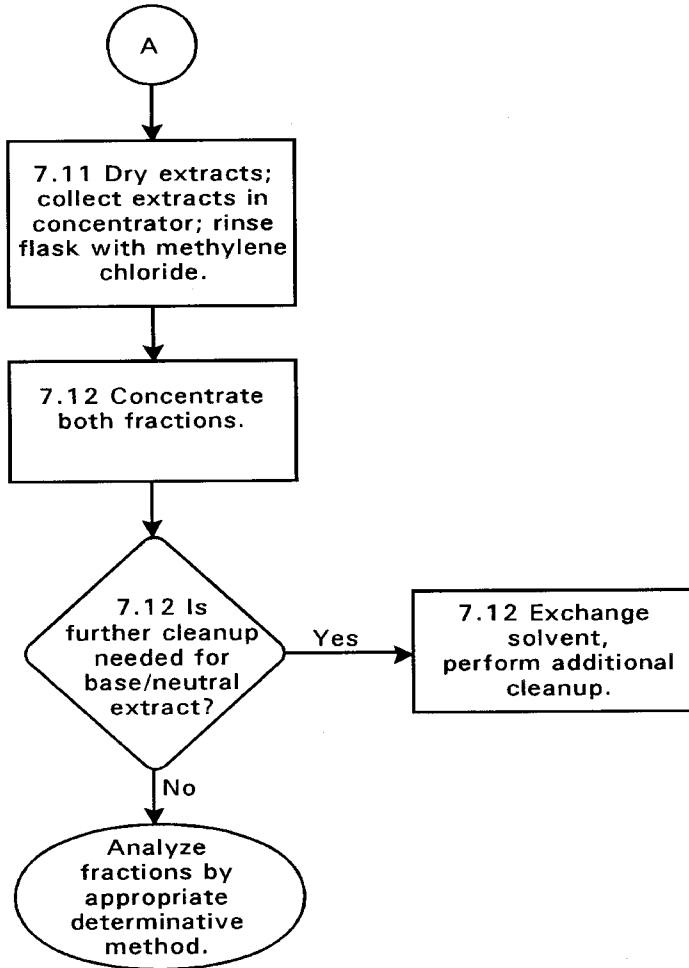 A
7.11 Dry extracts;
collect extracts in
concentrator; rinse
flask with methylene
chloride.
7.12 Concentrate
both fractions.
7.12 Is
further cleanup
needed for
base/neutral
extract?
Yes
7.12 Exchange
solvent,
perform additional
cleanup.
No
Analyze
fractions by
appropriate
determinative
method.